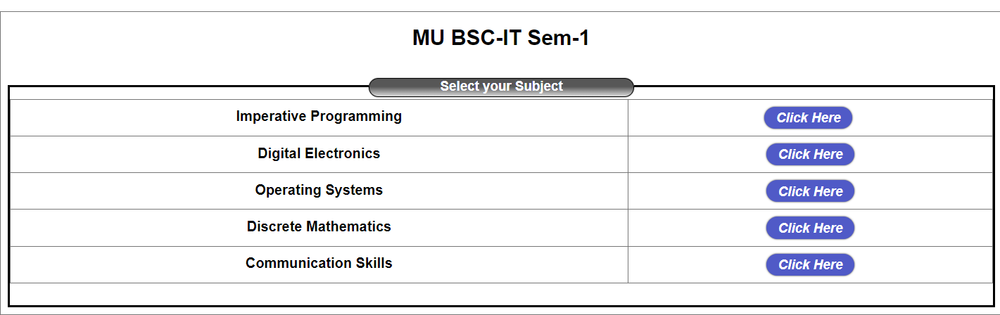 MU BSC-IT Sem-1
Select your Subject
Imperative Programming Click Here
Digital Electronics Click Here
Operating Systems Click Here
Discrete Mathematics Click Here
Communication Skills Click Here